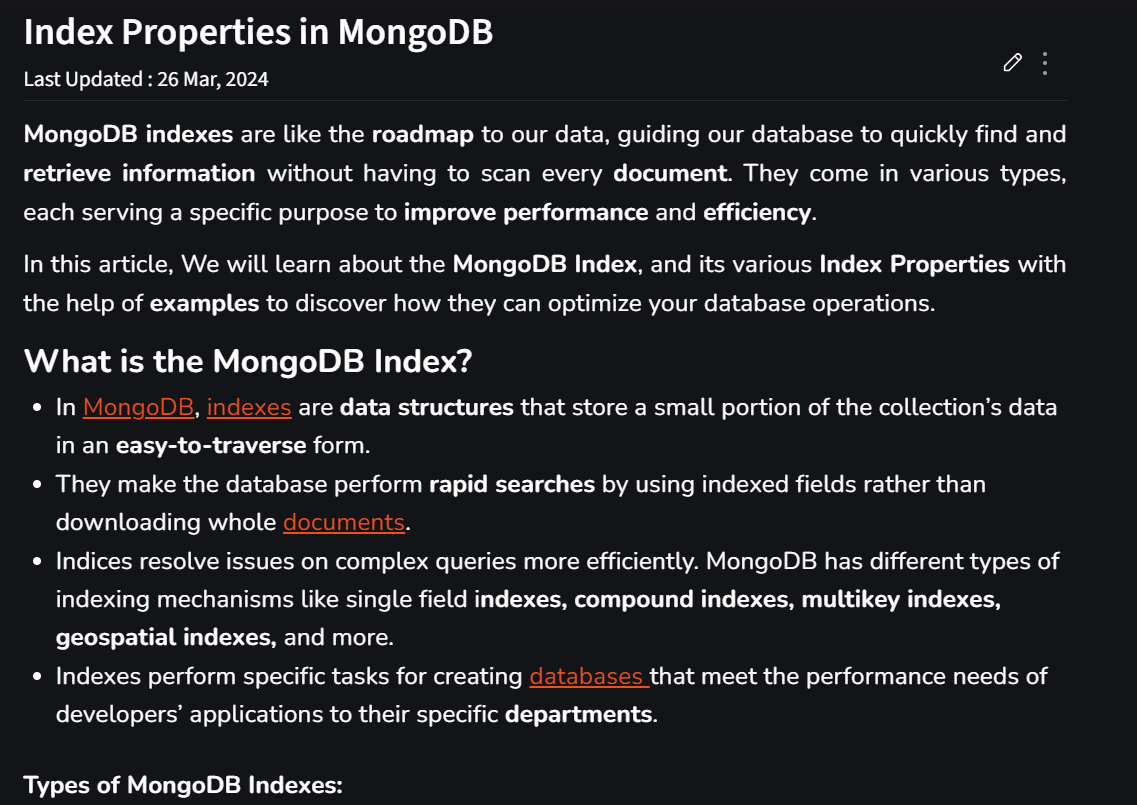 Index Properties in MongoDB
Last Updated : 26 Mar, 2024
MongoDB indexes are like the roadmap to our data, guiding our database to quickly find and
retrieve information without having to scan every document. They come in various types,
each serving a specific purpose to improve performance and efficiency.
In this article, We will learn about the MongoDB Index, and its various Index Properties with
the help of examples to discover how they can optimize your database operations.
What is the MongoDB Index?
• In MongoDB, indexes are data structures that store a small portion of the collection’s data
in an easy-to-traverse form.
• They make the database perform rapid searches by using indexed fields rather than
downloading whole documents.
• Indices resolve issues on complex queries more efficiently. MongoDB has different types of
indexing mechanisms like single field indexes, compound indexes, multikey indexes,
geospatial indexes, and more.
• Indexes perform specific tasks for creating databases that meet the performance needs of
developers’ applications to their specific departments.
Types of MongoDB Indexes: